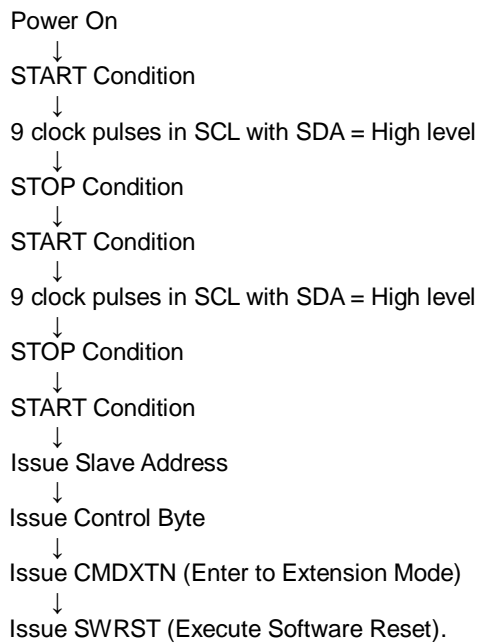 Power On
↓
START Condition
↓
9 clock pulses in SCL with SDA = High level
↓
STOP Condition
↓
START Condition
↓
9 clock pulses in SCL with SDA = High level
↓
STOP Condition
↓
START Condition
↓
Issue Slave Address
↓
Issue Control Byte
↓
Issue CMDXTN (Enter to Extension Mode)
↓
Issue SWRST (Execute Software Reset).